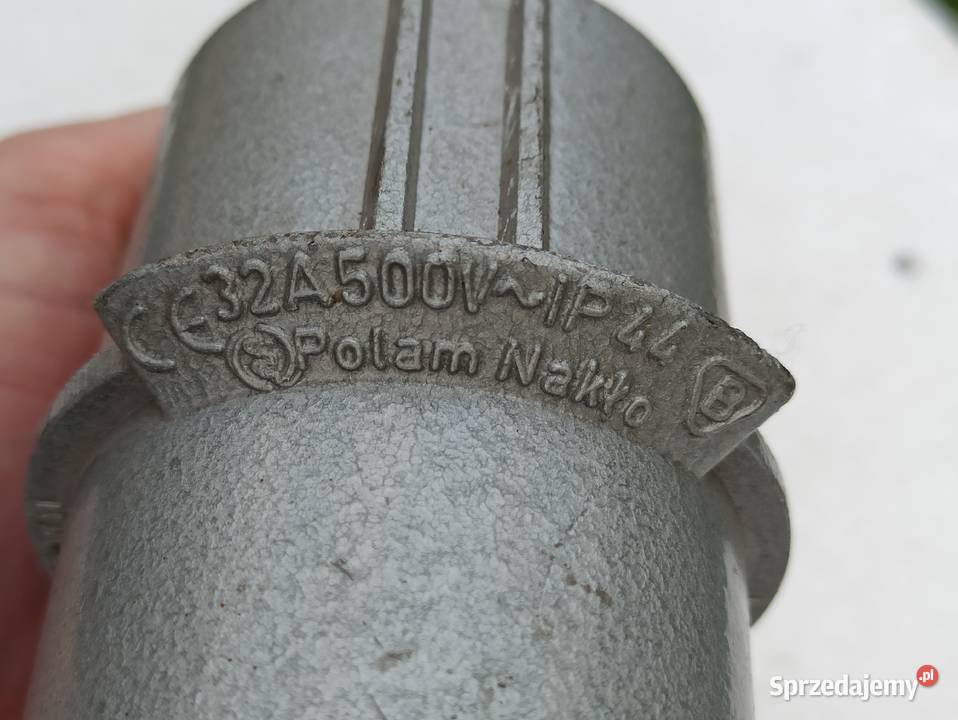 CE 32A 500V~IP 44
Polam Nakło B
Sprzedajemy.pl